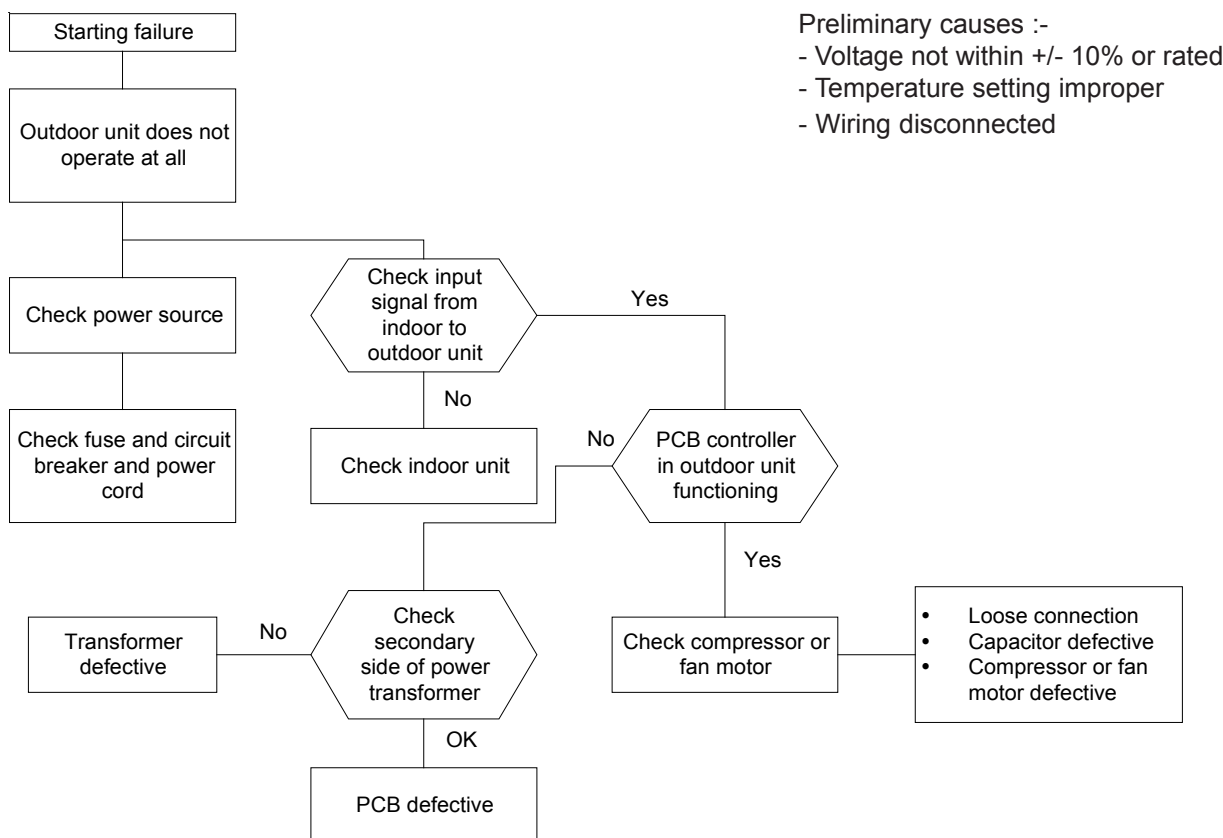 Starting failure
Preliminary causes :-
- Voltage not within +/- 10% or rated
- Temperature setting improper
- Wiring disconnected
Outdoor unit does not
operate at all
Check power source
Check input
signal from
indoor to
outdoor unit
Yes
No
Check fuse and circuit
breaker and power
cord
Check indoor unit
No
PCB controller
in outdoor unit
functioning
Yes
Transformer
defective
No
Check
secondary
side of power
transformer
Check compressor or
fan motor
• Loose connection
• Capacitor defective
• Compressor or fan
motor defective
OK
PCB defective